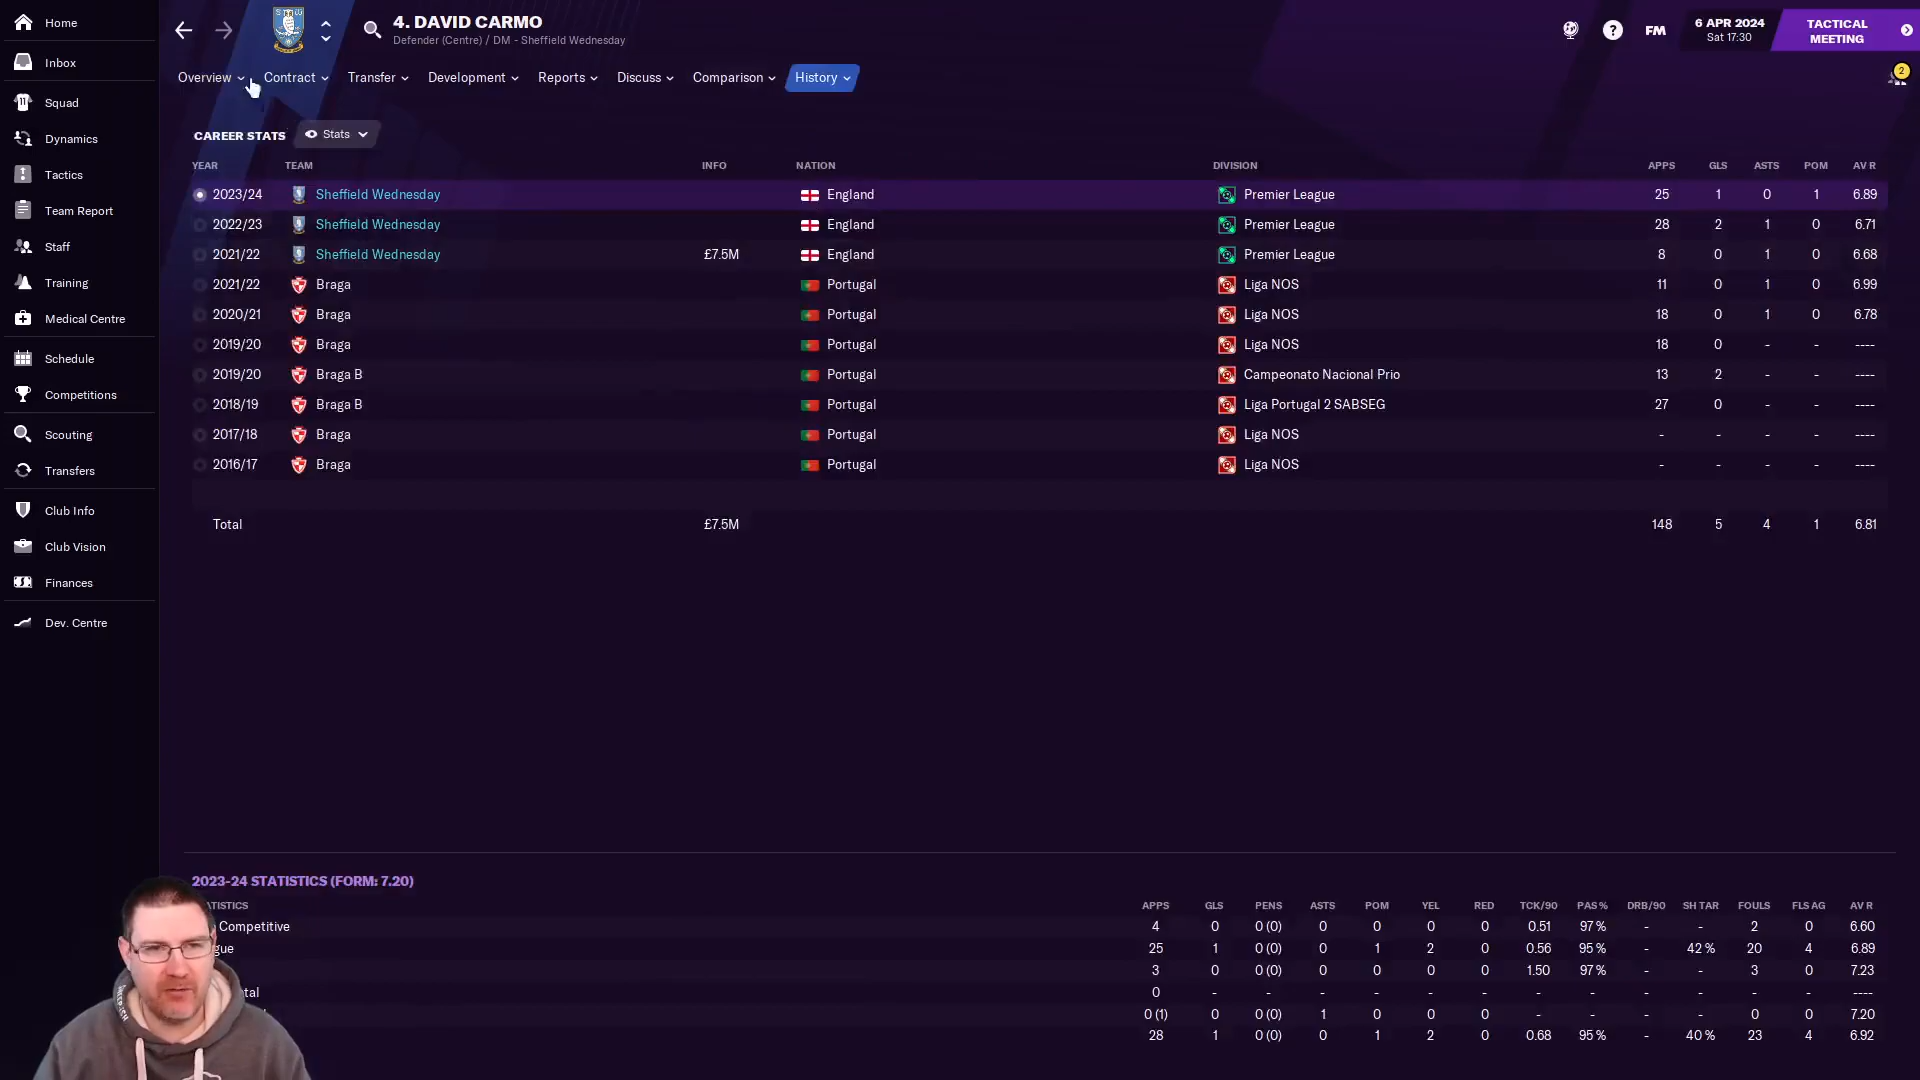 Home
Inbox
Squad
Dynamics
Tactics
Team Report
Staff
Training
Medical Centre
Schedule
Competitions
Scouting
Transfers
Club Info
Club Vision
Finances
Dev. Centre
4. DAVID CARMO
Defender (Centre) / DM - Sheffield Wednesday
? FM 6 APR 2024 TACTICAL
Sat 17:30 MEETING
2
Overview Contract Transfer Development Reports Discuss Comparison History
CAREER STATS Stats
YEAR TEAM INFO NATION DIVISION APPS GLS ASTS POM AV R
2023/24 Sheffield Wednesday England Premier League 25 1 0 1 6.89
2022/23 Sheffield Wednesday England Premier League 28 2 1 0 6.71
2021/22 Sheffield Wednesday £7.5M England Premier League 8 0 1 0 6.68
2021/22 Braga Portugal Liga NOS 11 0 1 0 6.99
2020/21 Braga Portugal Liga NOS 18 0 1 0 6.78
2019/20 Braga Portugal Liga NOS 18 0 - - ----
2019/20 Braga B Portugal Campeonato Nacional Prio 13 2 - - ----
2018/19 Braga B Portugal Liga Portugal 2 SABSEG 27 0 - - ----
2017/18 Braga Portugal Liga NOS - - - - ----
2016/17 Braga Portugal Liga NOS - - - - ----
Total £7.5M 148 5 4 1 6.81
2023-24 STATISTICS (FORM: 7.20)
ATISTICS APPS GLS PENS ASTS POM YEL RED TCK/90 PAS % DRB/90 SH TAR FOULS FLS AG AV R
Competitive 4 0 0 (0) 0 0 0 0 0.51 97 % - - 2 0 6.60
gue 25 1 0 (0) 0 1 2 0 0.56 95 % - 42 % 20 4 6.89
3 0 0 (0) 0 0 0 0 1.50 97 % - - 3 0 7.23
tal 0 - - - - - - - - - - - - ----
0 (1) 0 0 (0) 1 0 0 0 - - - - 0 0 7.20
28 1 0 (0) 0 1 2 0 0.68 95 % - 40 % 23 4 6.92